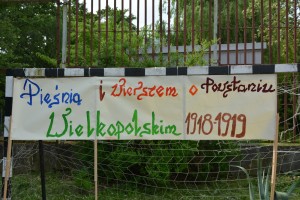 Pieśnią i wierszem o Powstaniu
Wielkopolskim 1918-1919